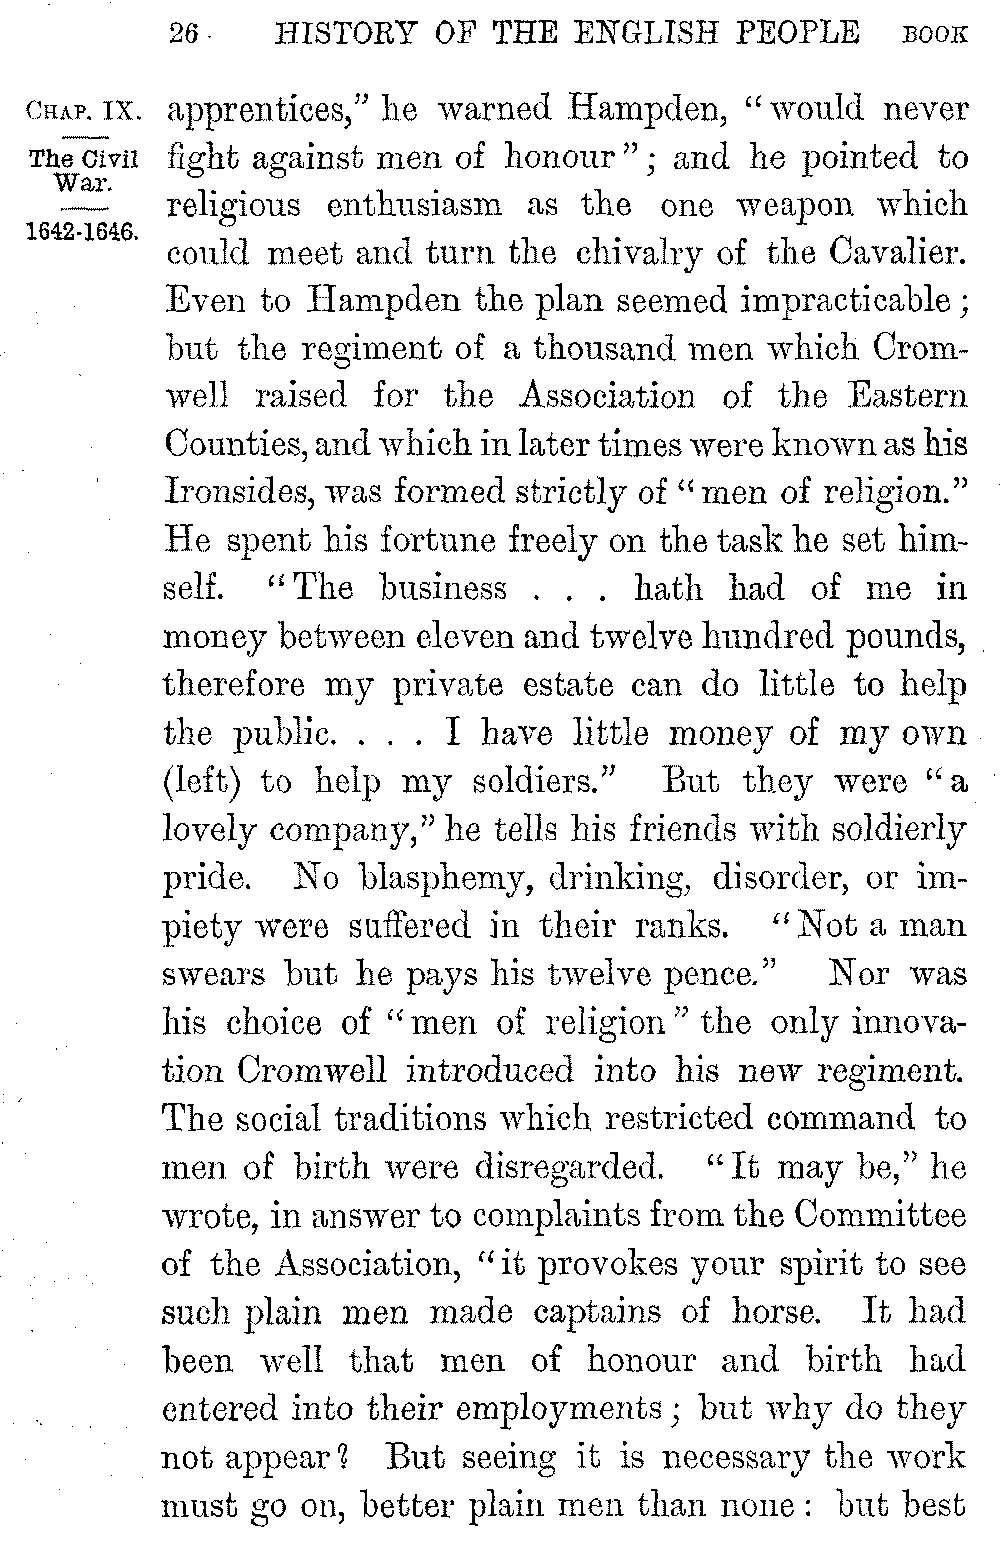 26 HISTORY OF THE ENGLISH PEOPLE BOOK
CHAP. IX.
The Civil
War.
1642-1646.
apprentices,” he warned Hampden, “would never
fight against men of honour”; and he pointed to
religious enthusiasm as the one weapon which
could meet and turn the chivalry of the Cavalier.
Even to Hampden the plan seemed impracticable;
but the regiment of a thousand men which Crom-
well raised for the Association of the Eastern
Counties, and which in later times were known as his
Ironsides, was formed strictly of “men of religion.”
He spent his fortune freely on the task he set him-
self. “The business . . . hath had of me in
money between eleven and twelve hundred pounds,
therefore my private estate can do little to help
the public. . . . I have little money of my own
(left) to help my soldiers.” But they were “a
lovely company,” he tells his friends with soldierly
pride. No blasphemy, drinking, disorder, or im-
piety were suffered in their ranks. “Not a man
swears but he pays his twelve pence.” Nor was
his choice of “men of religion” the only innova-
tion Cromwell introduced into his new regiment.
The social traditions which restricted command to
men of birth were disregarded. “It may be,” he
wrote, in answer to complaints from the Committee
of the Association, “it provokes your spirit to see
such plain men made captains of horse. It had
been well that men of honour and birth had
entered into their employments; but why do they
not appear? But seeing it is necessary the work
must go on, better plain men than none: but best